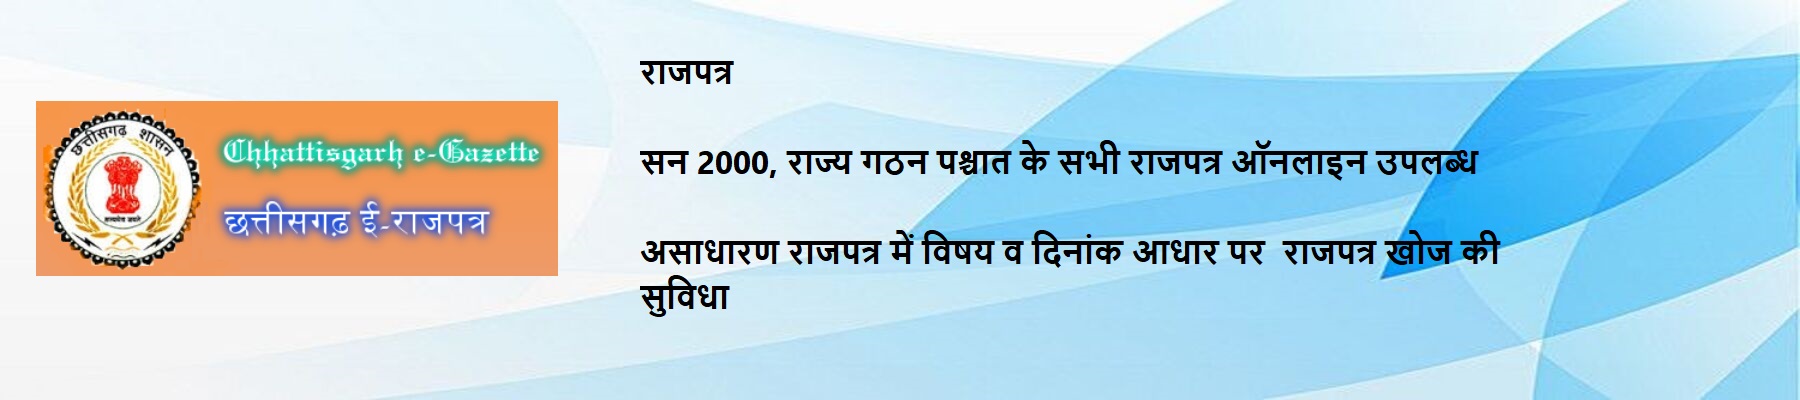 छत्तीसगढ़ शासन
सत्यमेव जयते
Chhattisgarh e-Gazette
छत्तीसगढ़ ई-राजपत्र
राजपत्र
सन 2000, राज्य गठन पश्चात के सभी राजपत्र ऑनलाइन उपलब्ध
असाधारण राजपत्र में विषय व दिनांक आधार पर राजपत्र खोज की
सुविधा